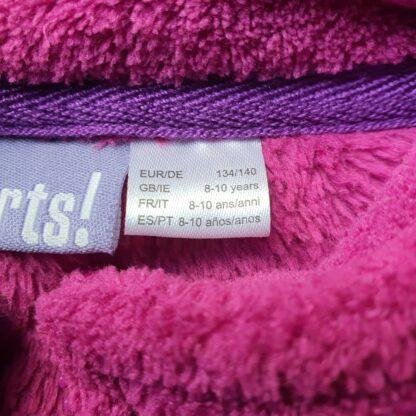 rts!
EUR/DE 134/140
GB/IE 8-10 years
FR/IT 8-10 ans/anni
ES/PT 8-10 años/anos